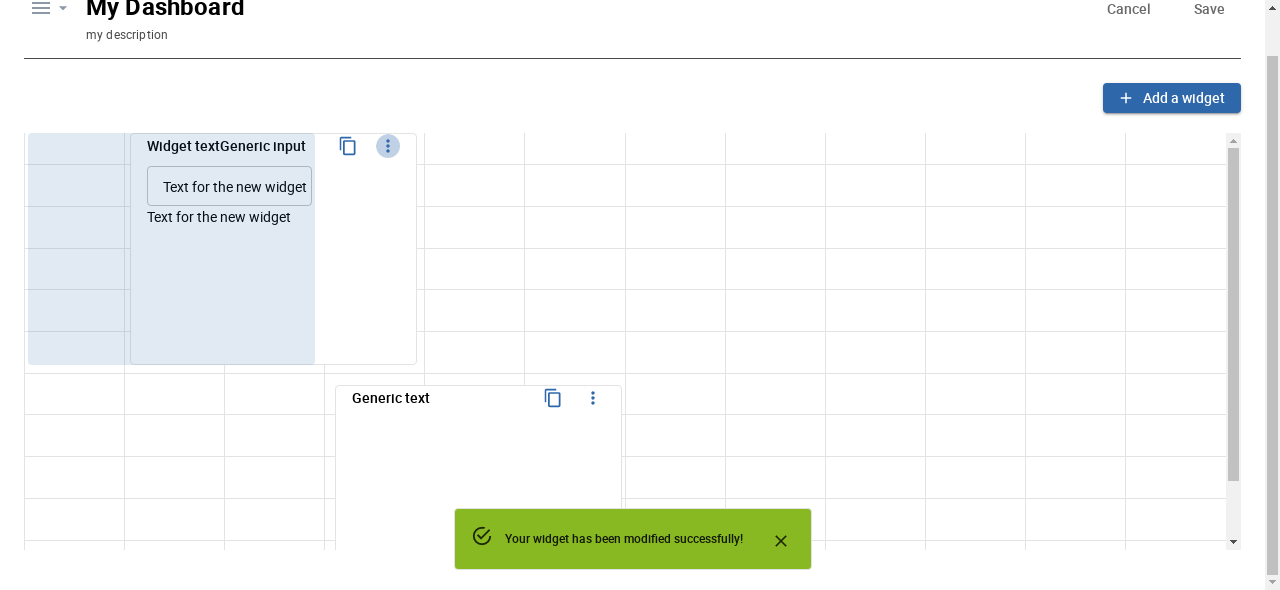 My Dashboard
Cancel
Save
my description
Add a widget
Widget textGeneric input
Text for the new widget
Text for the new widget
Generic text
Your widget has been modified successfully!